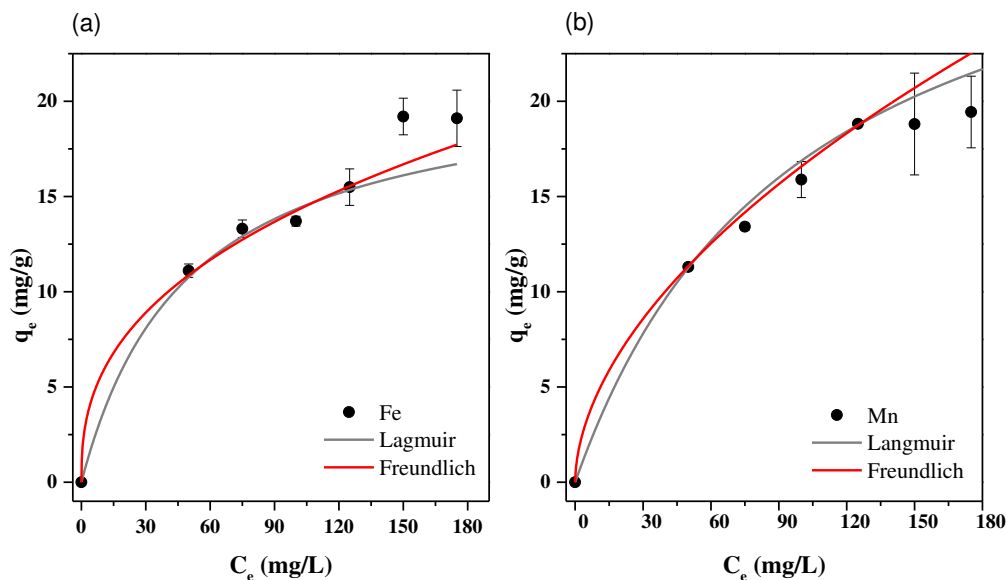 (a)
20
15
10
5
0
q_e (mg/g)
Fe
Lagmuir
Freundlich
0 30 60 90 120 150 180
C_e (mg/L)
(b)
20
15
10
5
0
q_e (mg/g)
Mn
Langmuir
Freundlich
0 30 60 90 120 150 180
C_e (mg/L)